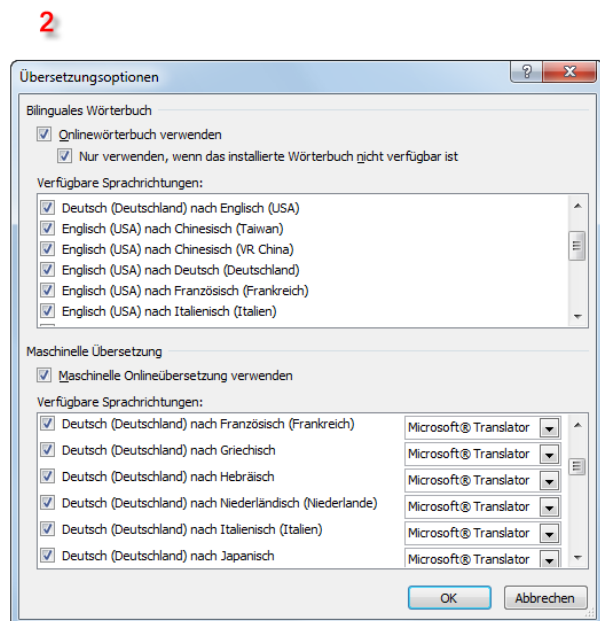 2
Übersetzungsoptionen
Bilinguales Wörterbuch
Onlinewörterbuch verwenden
Nur verwenden, wenn das installierte Wörterbuch nicht verfügbar ist
Verfügbare Sprachrichtungen:
Deutsch (Deutschland) nach Englisch (USA)
Englisch (USA) nach Chinesisch (Taiwan)
Englisch (USA) nach Chinesisch (VR China)
Englisch (USA) nach Deutsch (Deutschland)
Englisch (USA) nach Französisch (Frankreich)
Englisch (USA) nach Italienisch (Italien)
Maschinelle Übersetzung
Maschinelle Onlineübersetzung verwenden
Verfügbare Sprachrichtungen:
Deutsch (Deutschland) nach Französisch (Frankreich) Microsoft® Translator
Deutsch (Deutschland) nach Griechisch Microsoft® Translator
Deutsch (Deutschland) nach Hebräisch Microsoft® Translator
Deutsch (Deutschland) nach Niederländisch (Niederlande) Microsoft® Translator
Deutsch (Deutschland) nach Italienisch (Italien) Microsoft® Translator
Deutsch (Deutschland) nach Japanisch Microsoft® Translator
OK Abbrechen